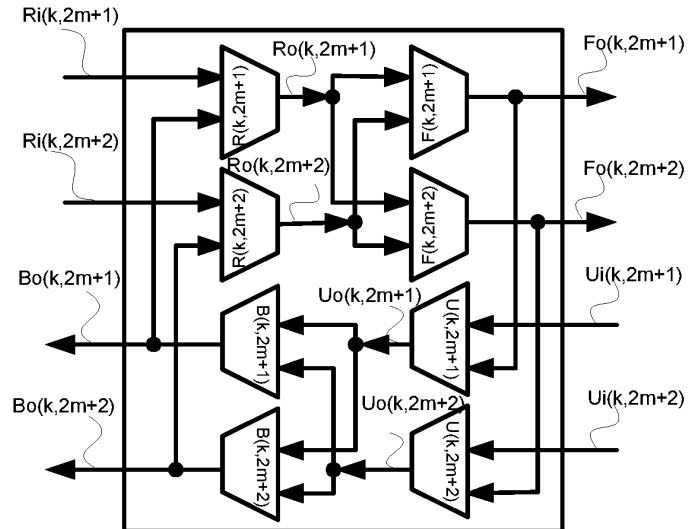 Ri(k,2m+1)
Ro(k,2m+1)
Fo(k,2m+1)
R(k,2m+1)
F(k,2m+1)
Ri(k,2m+2)
Ro(k,2m+2)
Fo(k,2m+2)
R(k,2m+2)
F(k,2m+2)
Bo(k,2m+1)
Uo(k,2m+1)
Ui(k,2m+1)
B(k,2m+1)
U(k,2m+1)
Bo(k,2m+2)
Uo(k,2m+2)
Ui(k,2m+2)
B(k,2m+2)
U(k,2m+2)